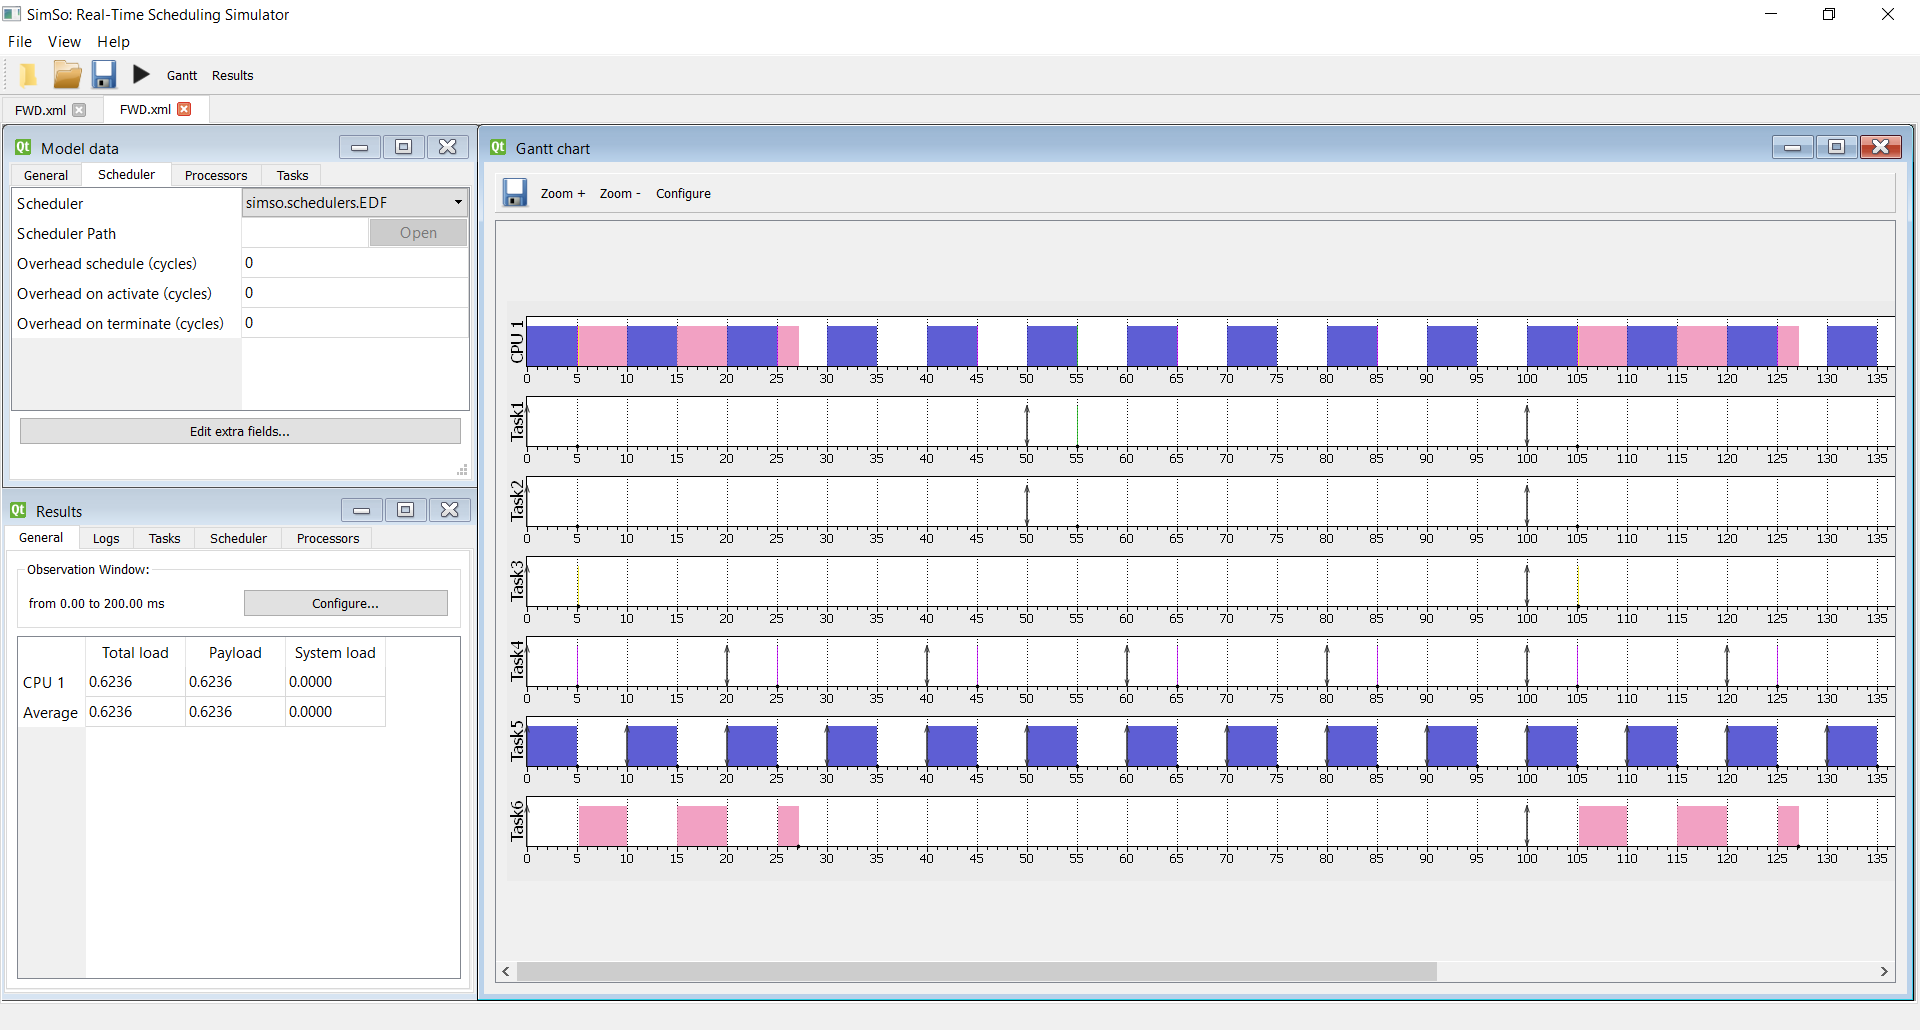 SimSo: Real-Time Scheduling Simulator
File View Help
Gantt Results
FWD.xml FWD.xml
Qt Model data
General Scheduler Processors Tasks
Scheduler simso.schedulers.EDF
Scheduler Path Open
Overhead schedule (cycles) 0
Overhead on activate (cycles) 0
Overhead on terminate (cycles) 0
Edit extra fields...
Qt Results
General Logs Tasks Scheduler Processors
Observation Window:
from 0.00 to 200.00 ms Configure...
Total load Payload System load
CPU 1 0.6236 0.6236 0.0000
Average 0.6236 0.6236 0.0000
Qt Gantt chart
Zoom + Zoom - Configure
CPU 1
0 5 10 15 20 25 30 35 40 45 50 55 60 65 70 75 80 85 90 95 100 105 110 115 120 125 130 135
Task1
0 5 10 15 20 25 30 35 40 45 50 55 60 65 70 75 80 85 90 95 100 105 110 115 120 125 130 135
Task2
0 5 10 15 20 25 30 35 40 45 50 55 60 65 70 75 80 85 90 95 100 105 110 115 120 125 130 135
Task3
0 5 10 15 20 25 30 35 40 45 50 55 60 65 70 75 80 85 90 95 100 105 110 115 120 125 130 135
Task4
0 5 10 15 20 25 30 35 40 45 50 55 60 65 70 75 80 85 90 95 100 105 110 115 120 125 130 135
Task5
0 5 10 15 20 25 30 35 40 45 50 55 60 65 70 75 80 85 90 95 100 105 110 115 120 125 130 135
Task6
0 5 10 15 20 25 30 35 40 45 50 55 60 65 70 75 80 85 90 95 100 105 110 115 120 125 130 135